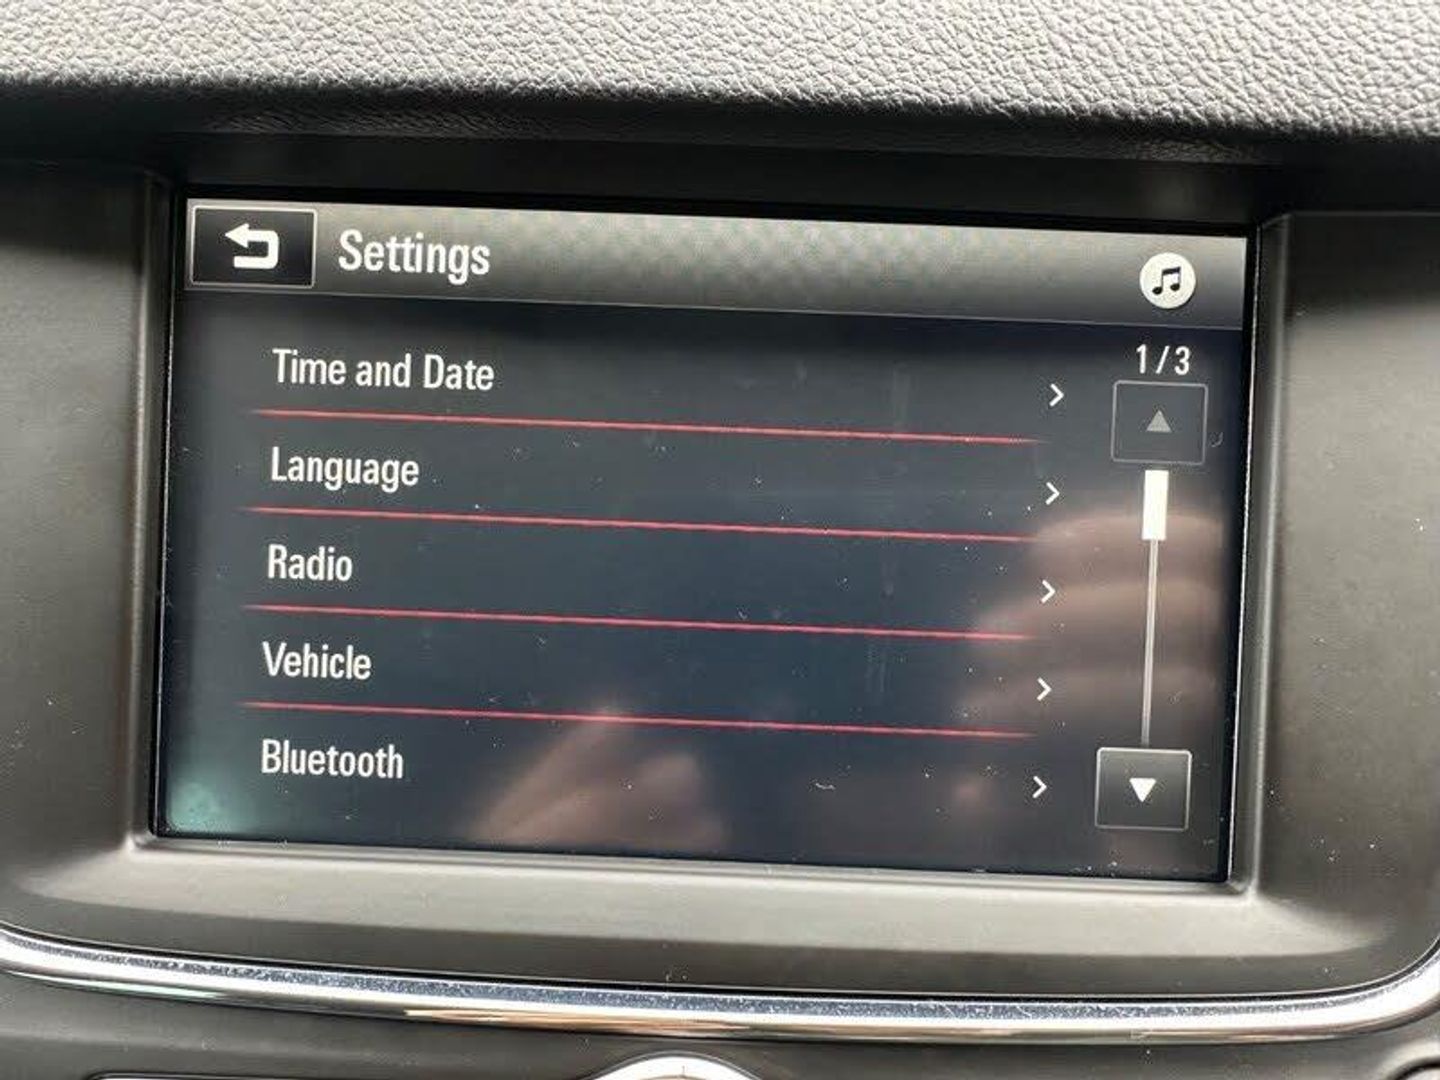 Settings
1/3
Time and Date
Language
Radio
Vehicle
Bluetooth